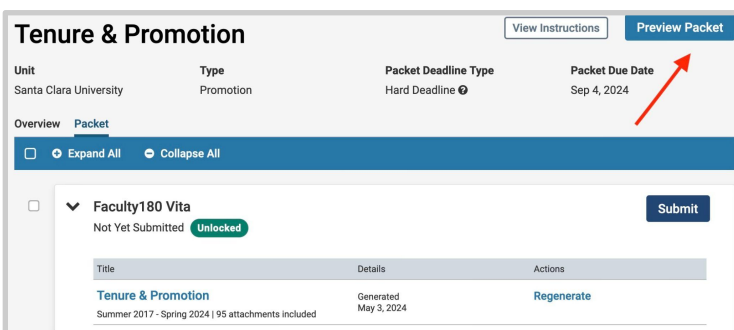 Tenure & Promotion
View Instructions
Preview Packet
Unit
Type
Packet Deadline Type
Packet Due Date
Santa Clara University
Promotion
Hard Deadline ?
Sep 4, 2024
Overview
Packet
Expand All
Collapse All
Faculty180 Vita
Submit
Not Yet Submitted
Unlocked
Title
Details
Actions
Tenure & Promotion
Generated
Regenerate
May 3, 2024
Summer 2017 - Spring 2024 | 95 attachments included